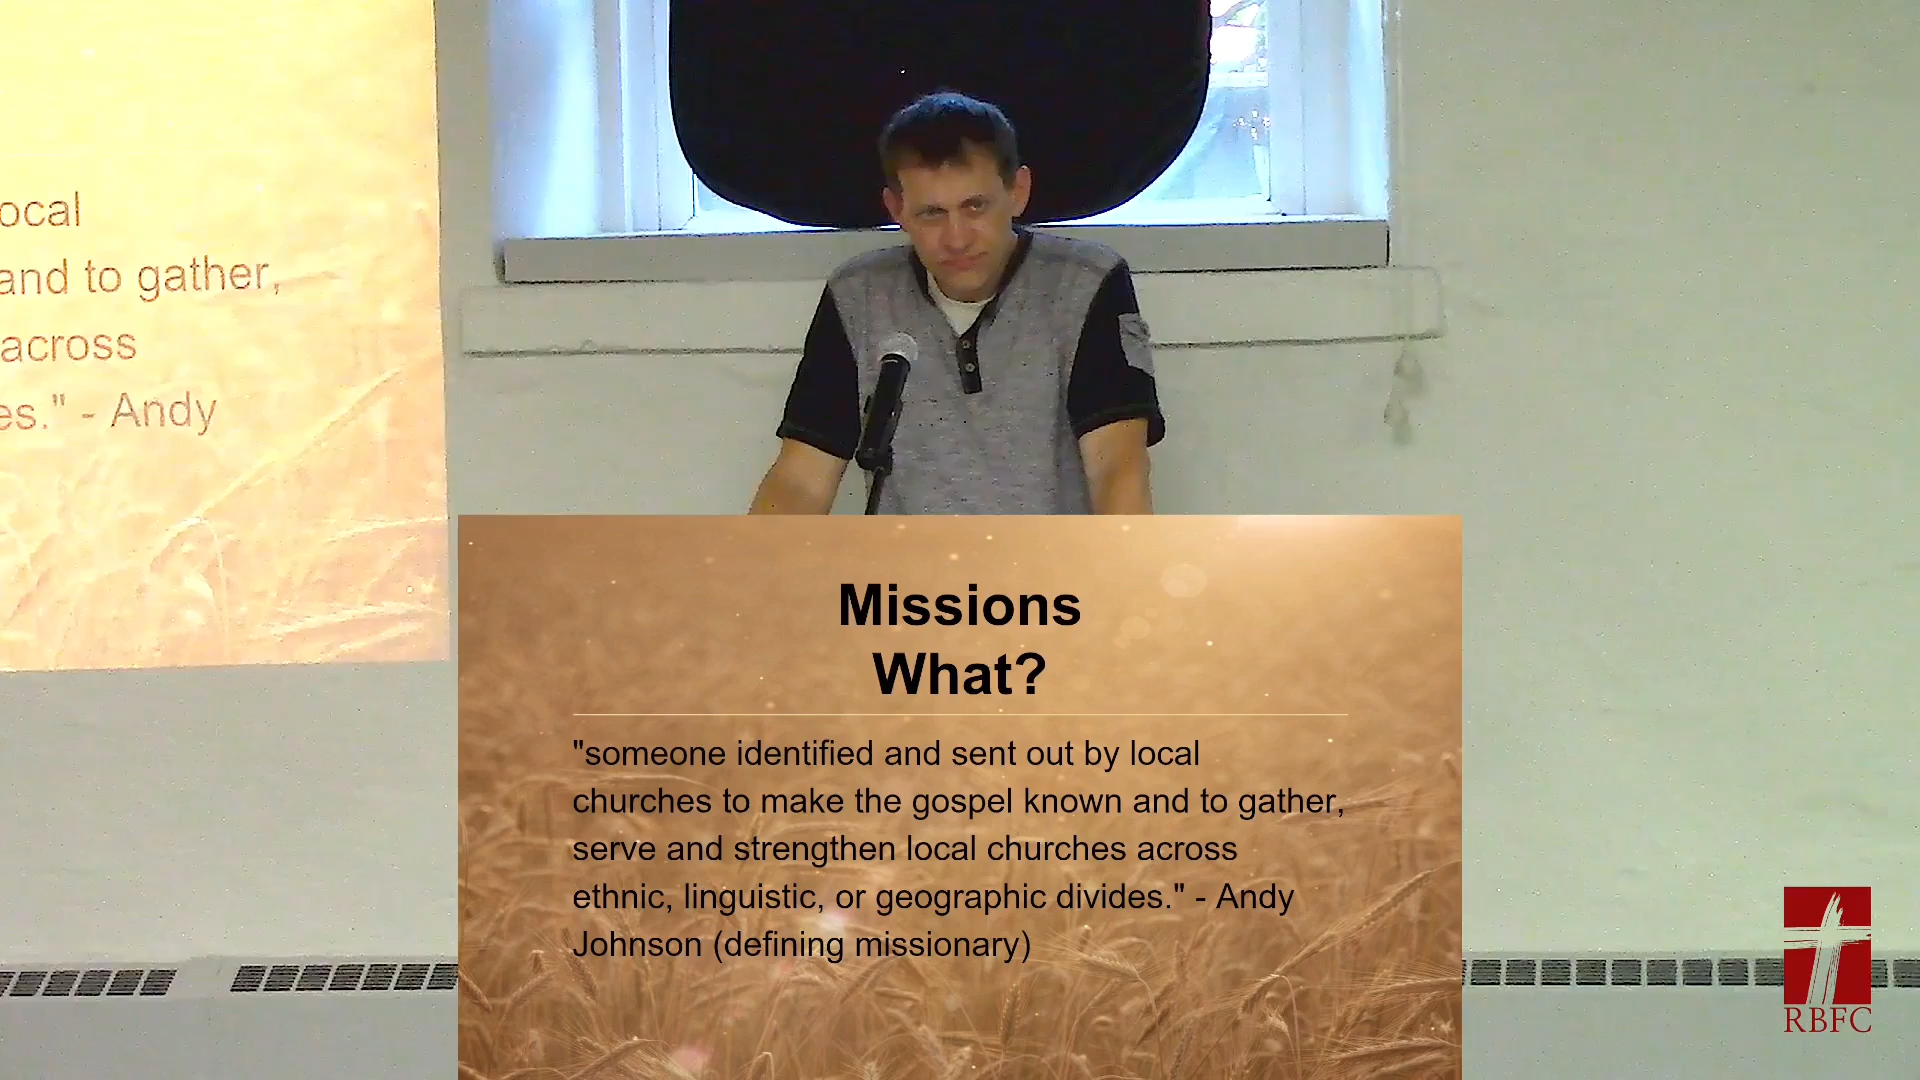 ocal
and to gather,
across
es." - Andy
Missions
What?
"someone identified and sent out by local
churches to make the gospel known and to gather,
serve and strengthen local churches across
ethnic, linguistic, or geographic divides." - Andy
Johnson (defining missionary)
RBFC